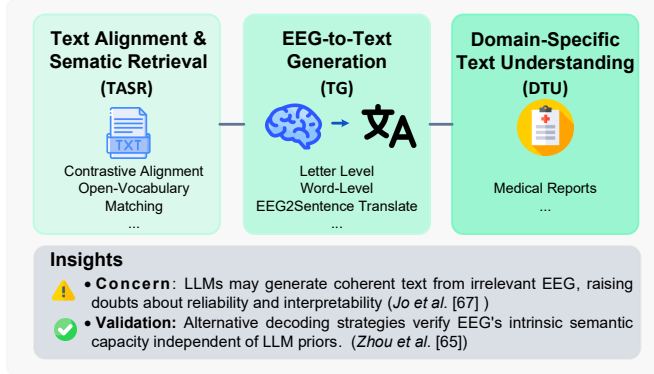 Text Alignment &
Sematic Retrieval
(TASR)
TXT
Contrastive Alignment
Open-Vocabulary
Matching
...
EEG-to-Text
Generation
(TG)
文A
Letter Level
Word-Level
EEG2Sentence Translate
...
Domain-Specific
Text Understanding
(DTU)
Medical Reports
...
Insights
• Concern: LLMs may generate coherent text from irrelevant EEG, raising
doubts about reliability and interpretability (Jo et al. [67] )
• Validation: Alternative decoding strategies verify EEG's intrinsic semantic
capacity independent of LLM priors. (Zhou et al. [65])